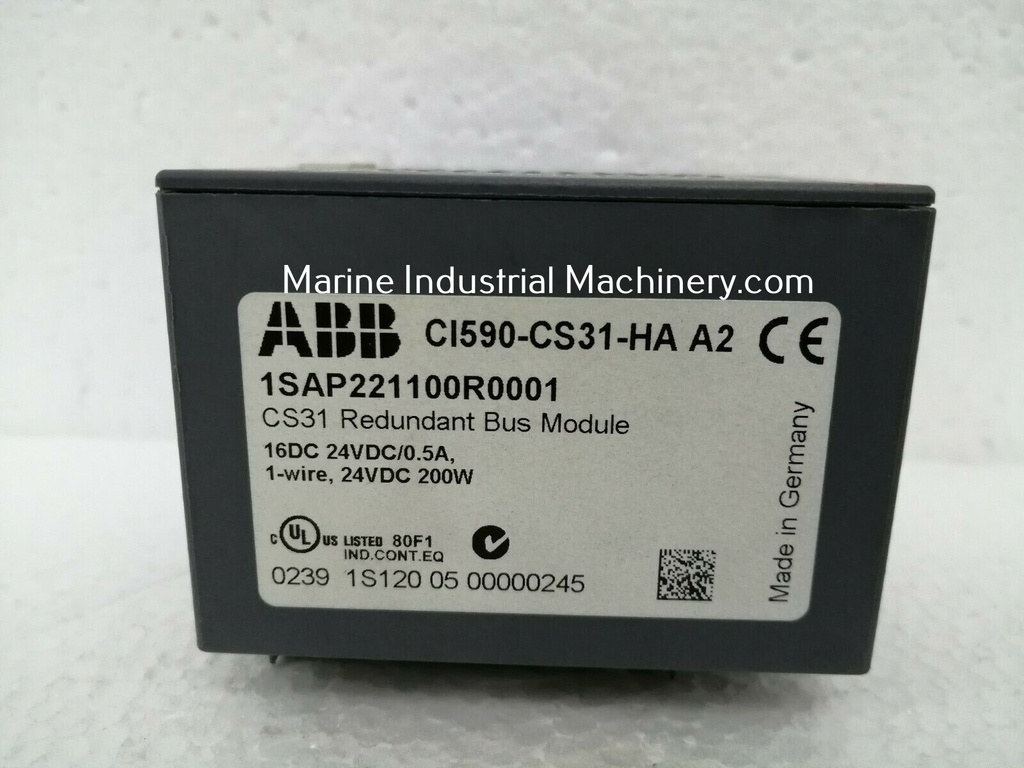 Marine Industrial Machinery.com
ABB CI590-CS31-HA A2 CE
1SAP221100R0001
CS31 Redundant Bus Module
16DC 24VDC/0.5A,
1-wire, 24VDC 200W
Made in Germany
C UL US LISTED 80F1
IND.CONT.EQ
0239 1S120 05 00000245